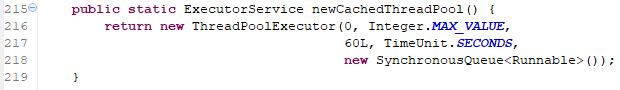 215 public static ExecutorService newCachedThreadPool() {
216 return new ThreadPoolExecutor(0, Integer.MAX_VALUE,
217 60L, TimeUnit.SECONDS,
218 new SynchronousQueue<Runnable>());
219 }